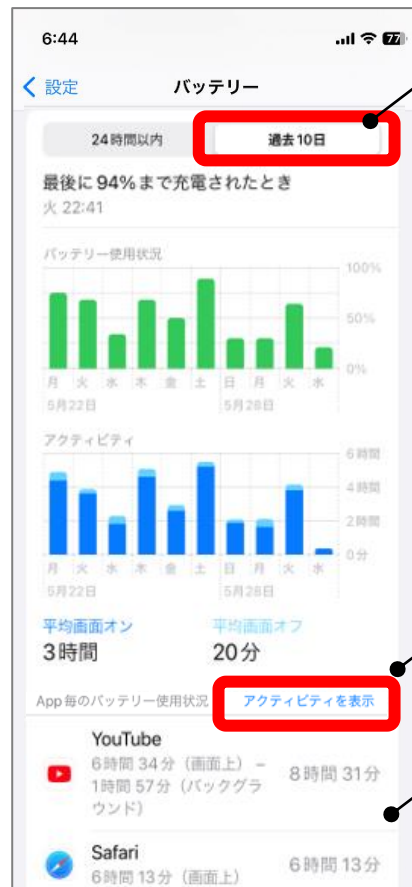 6:44
77
設定
バッテリー
24時間以内
過去10日
最後に94%まで充電されたとき
火 22:41
バッテリー使用状況
100%
50%
0%
月 火 水 木 金 土 日 月 火 水
5月22日 5月28日
アクティビティ
6時間
4時間
2時間
0分
月 火 水 木 金 土 日 月 火 水
5月22日 5月28日
平均画面オン 平均画面オフ
3時間 20分
App毎のバッテリー使用状況 アクティビティを表示
YouTube
6時間 34分（画面上）–
1時間 57分（バックグラ
ウンド）
8時間 31分
Safari
6時間 13分（画面上）
6時間 13分